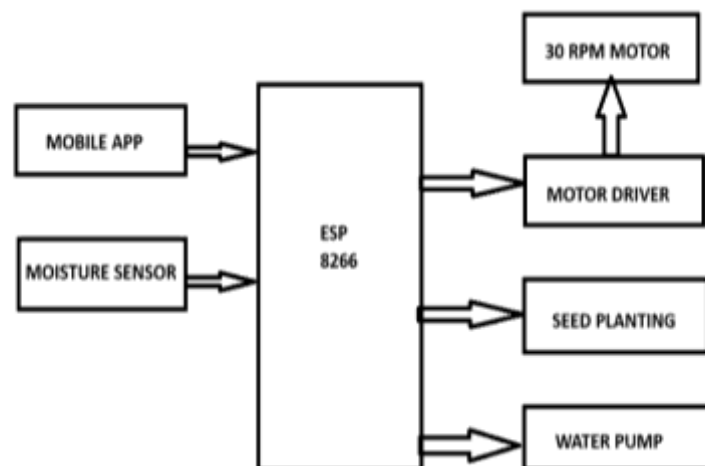 30 RPM MOTOR
MOBILE APP
MOTOR DRIVER
ESP
8266
MOISTURE SENSOR
SEED PLANTING
WATER PUMP